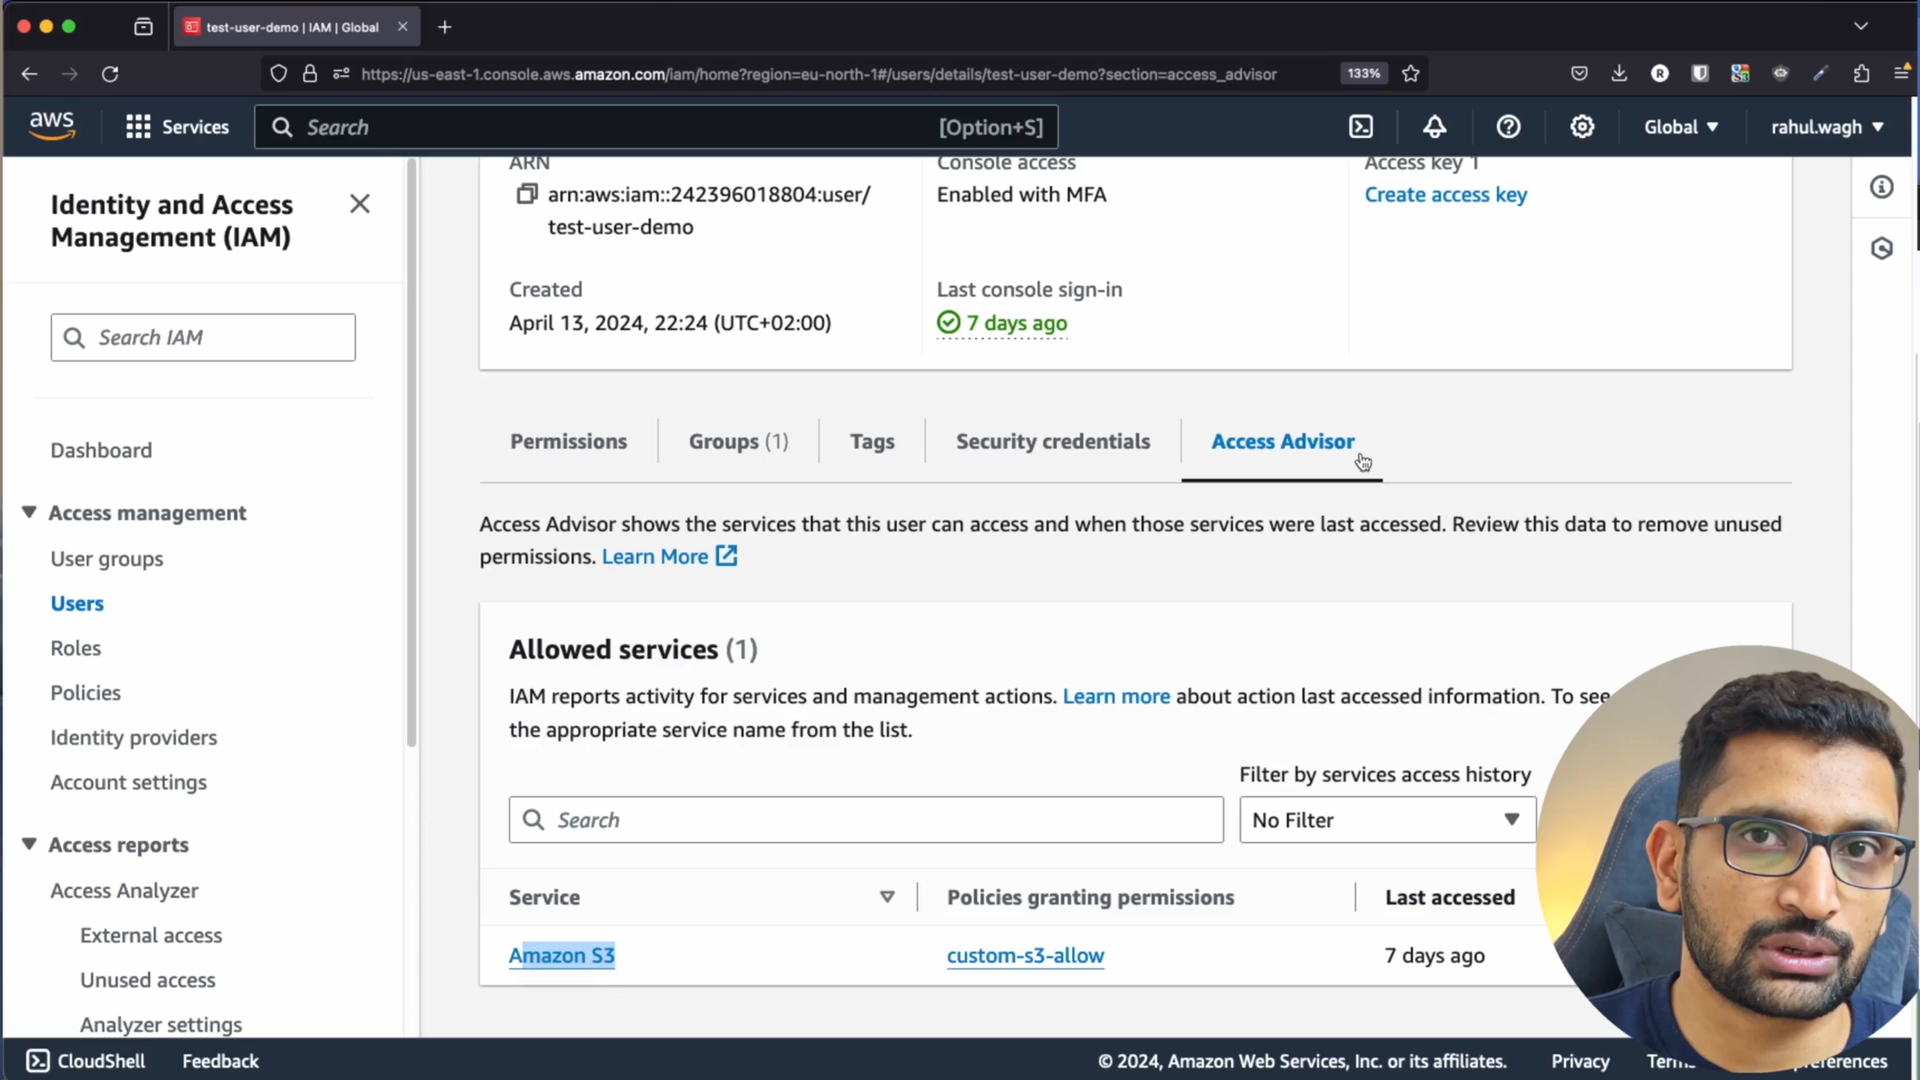 test-user-demo | IAM | Global
https://us-east-1.console.aws.amazon.com/iam/home?region=eu-north-1#/users/details/test-user-demo?section=access_advisor
133%
aws
Services
Search
[Option+S]
Global
rahul.wagh
Identity and Access
Management (IAM)
Search IAM
Dashboard
Access management
User groups
Users
Roles
Policies
Identity providers
Account settings
Access reports
Access Analyzer
External access
Unused access
Analyzer settings
ARN
arn:aws:iam::242396018804:user/
test-user-demo
Console access
Enabled with MFA
Access key 1
Create access key
Created
April 13, 2024, 22:24 (UTC+02:00)
Last console sign-in
7 days ago
Permissions
Groups (1)
Tags
Security credentials
Access Advisor
Access Advisor shows the services that this user can access and when those services were last accessed. Review this data to remove unused
permissions. Learn More
Allowed services (1)
IAM reports activity for services and management actions. Learn more about action last accessed information. To see
the appropriate service name from the list.
Filter by services access history
Search
No Filter
Service
Policies granting permissions
Last accessed
Amazon S3
custom-s3-allow
7 days ago
CloudShell
Feedback
© 2024, Amazon Web Services, Inc. or its affiliates.
Privacy